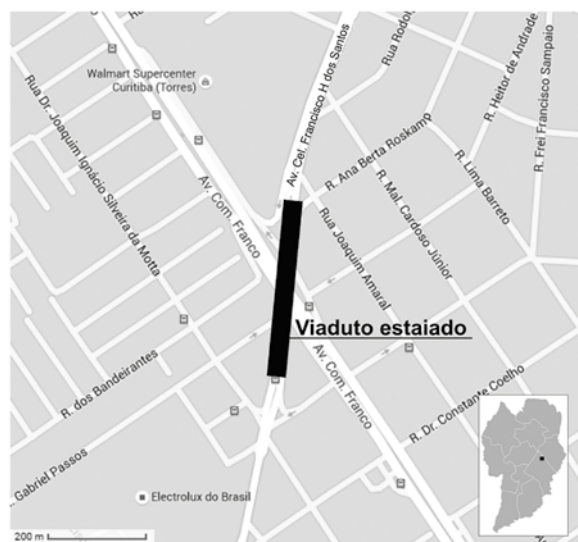 Walmart Supercenter
Curitiba (Torres)
Rua Dr. Joaquim Ignácio Silveira da Motta
Av. Com. Franco
Av. Cel. Francisco H dos Santos
R. Heitor de Andrade
R. Frei Francisco Sampaio
R. Ana Berta Roskamp
R. Lima Barreto
R. Mal. Cardoso Júnior
Rua Joaquim Amaral
Viaduto estaiado
Av. Com. Franco
R. dos Bandeirantes
R. Dr. Constante Coelho
Gabriel Passos
Electrolux do Brasil
200 m